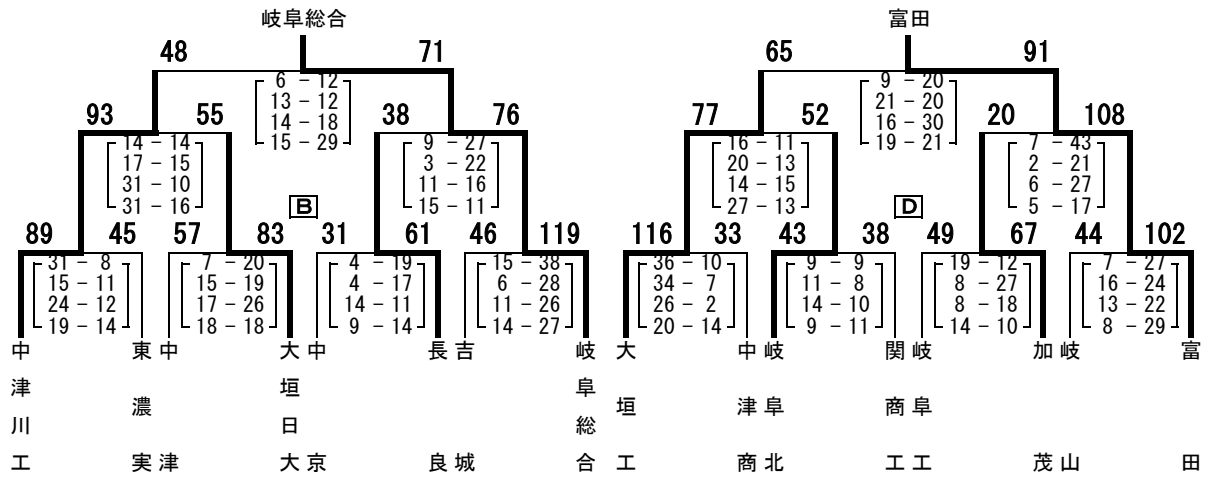 岐阜総合 富田
48 71 65 91
6 - 12 9 - 20
13 - 12 21 - 20
14 - 18 16 - 30
15 - 29 19 - 21
93 55 38 76 77 52 20 108
14 - 14 9 - 27 16 - 11 7 - 43
17 - 15 3 - 22 20 - 13 2 - 21
31 - 10 11 - 16 14 - 15 6 - 27
31 - 16 15 - 11 27 - 13 5 - 17
B D
89 45 57 83 31 61 46 119 116 33 43 38 49 67 44 102
31 - 8 7 - 20 4 - 19 15 - 38 36 - 10 9 - 9 19 - 12 7 - 27
15 - 11 15 - 19 4 - 17 6 - 28 34 - 7 11 - 8 8 - 27 16 - 24
24 - 12 17 - 26 14 - 11 11 - 26 26 - 2 14 - 10 8 - 18 13 - 22
19 - 14 18 - 18 9 - 14 14 - 27 20 - 14 9 - 11 14 - 10 8 - 29
中津川工
東濃実
中津
大垣日大
中京
長良
吉城
岐阜総合
大垣工
中津商
岐阜北
関商工
岐阜工
加茂
岐山
富田